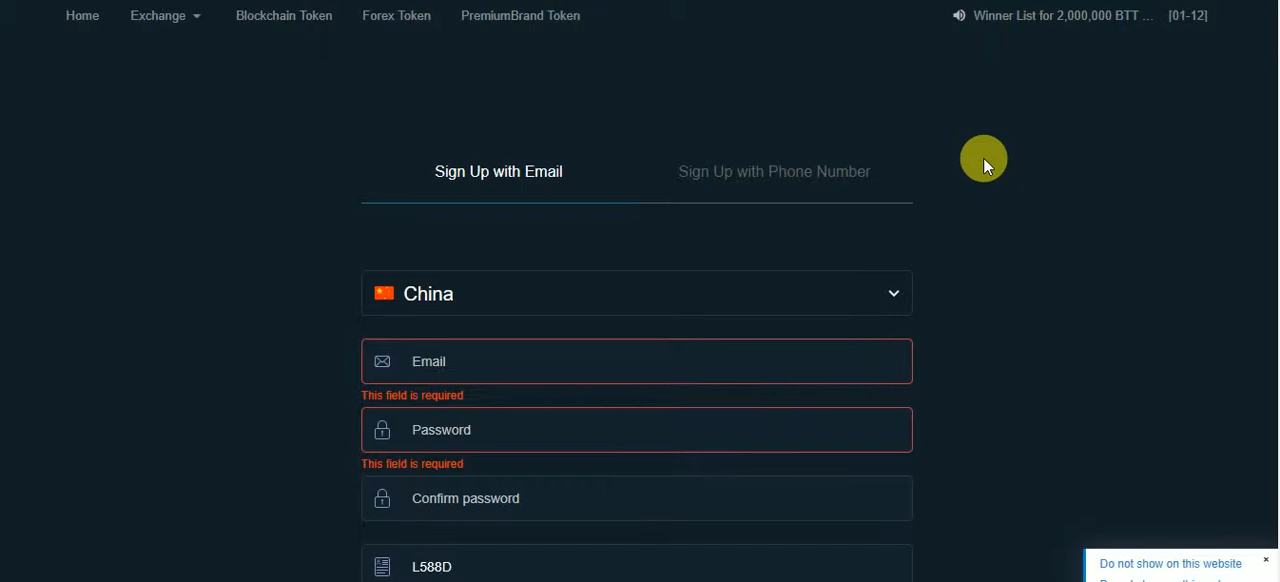 Home Exchange Blockchain Token Forex Token PremiumBrand Token Winner List for 2,000,000 BTT ... [01-12]
Sign Up with Email Sign Up with Phone Number
China
Email
This field is required
Password
This field is required
Confirm password
L588D
Do not show on this website